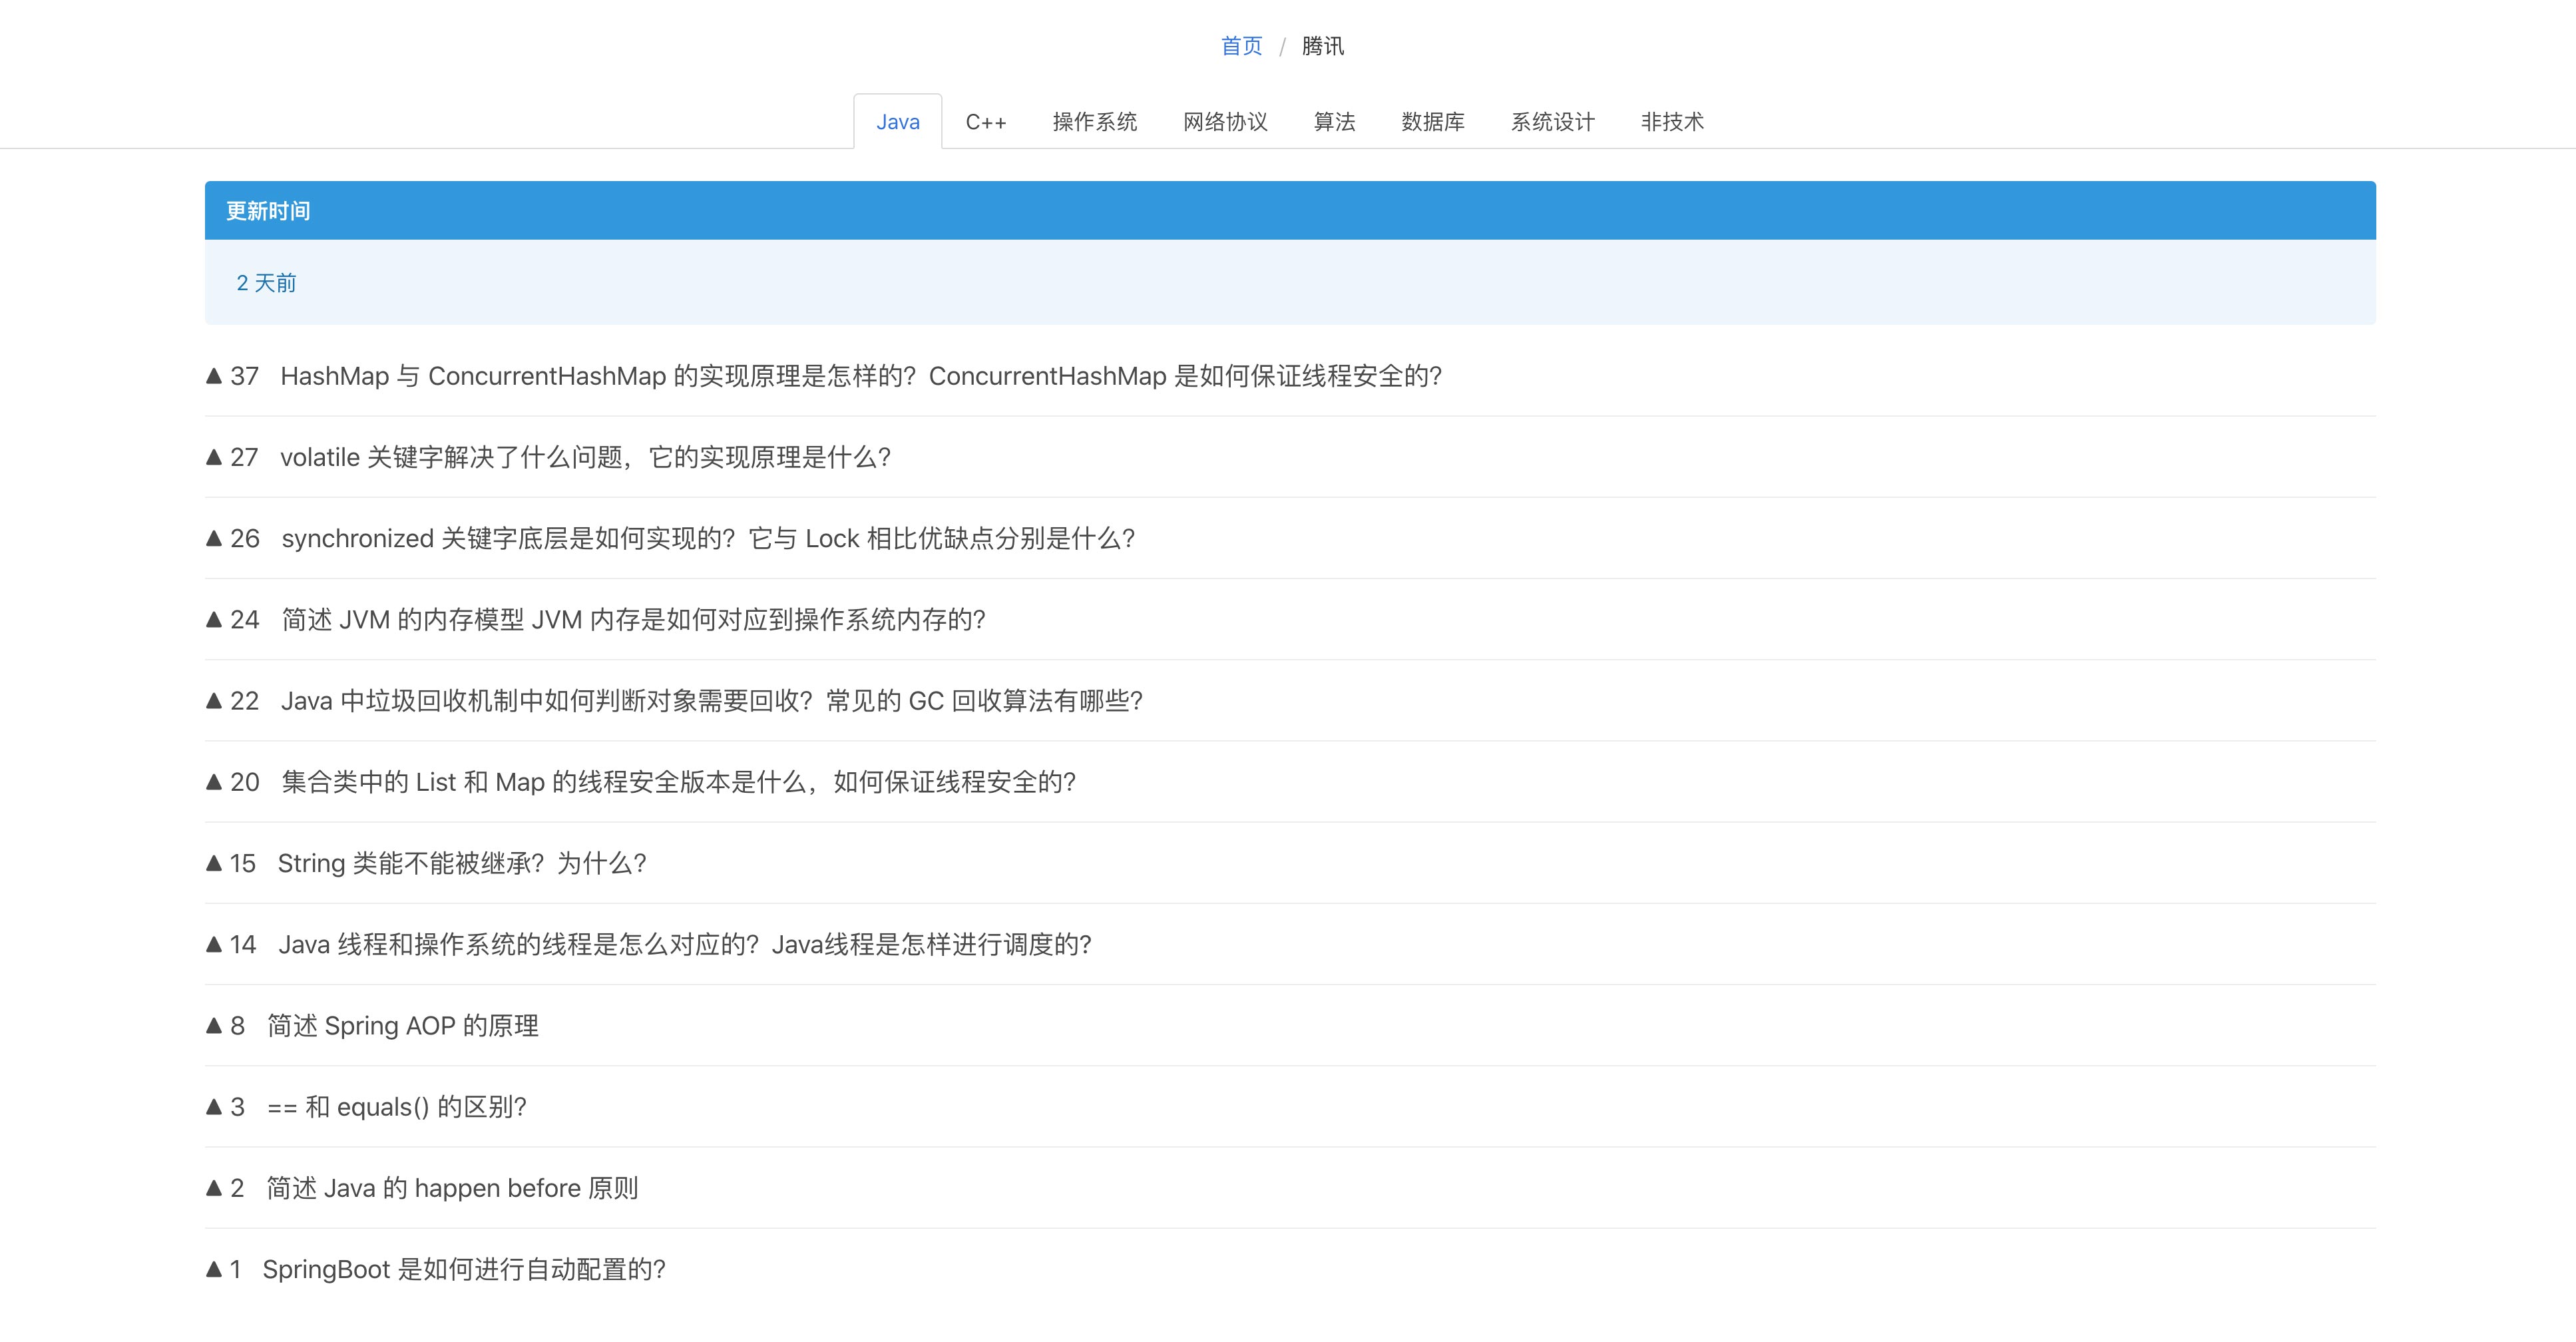 首页 / 腾讯
Java C++ 操作系统 网络协议 算法 数据库 系统设计 非技术
更新时间
2 天前
▲ 37 HashMap 与 ConcurrentHashMap 的实现原理是怎样的？ConcurrentHashMap 是如何保证线程安全的？
▲ 27 volatile 关键字解决了什么问题，它的实现原理是什么？
▲ 26 synchronized 关键字底层是如何实现的？它与 Lock 相比优缺点分别是什么？
▲ 24 简述 JVM 的内存模型 JVM 内存是如何对应到操作系统内存的？
▲ 22 Java 中垃圾回收机制中如何判断对象需要回收？常见的 GC 回收算法有哪些？
▲ 20 集合类中的 List 和 Map 的线程安全版本是什么，如何保证线程安全的？
▲ 15 String 类能不能被继承？为什么？
▲ 14 Java 线程和操作系统的线程是怎么对应的？Java线程是怎样进行调度的？
▲ 8 简述 Spring AOP 的原理
▲ 3 == 和 equals() 的区别？
▲ 2 简述 Java 的 happen before 原则
▲ 1 SpringBoot 是如何进行自动配置的？